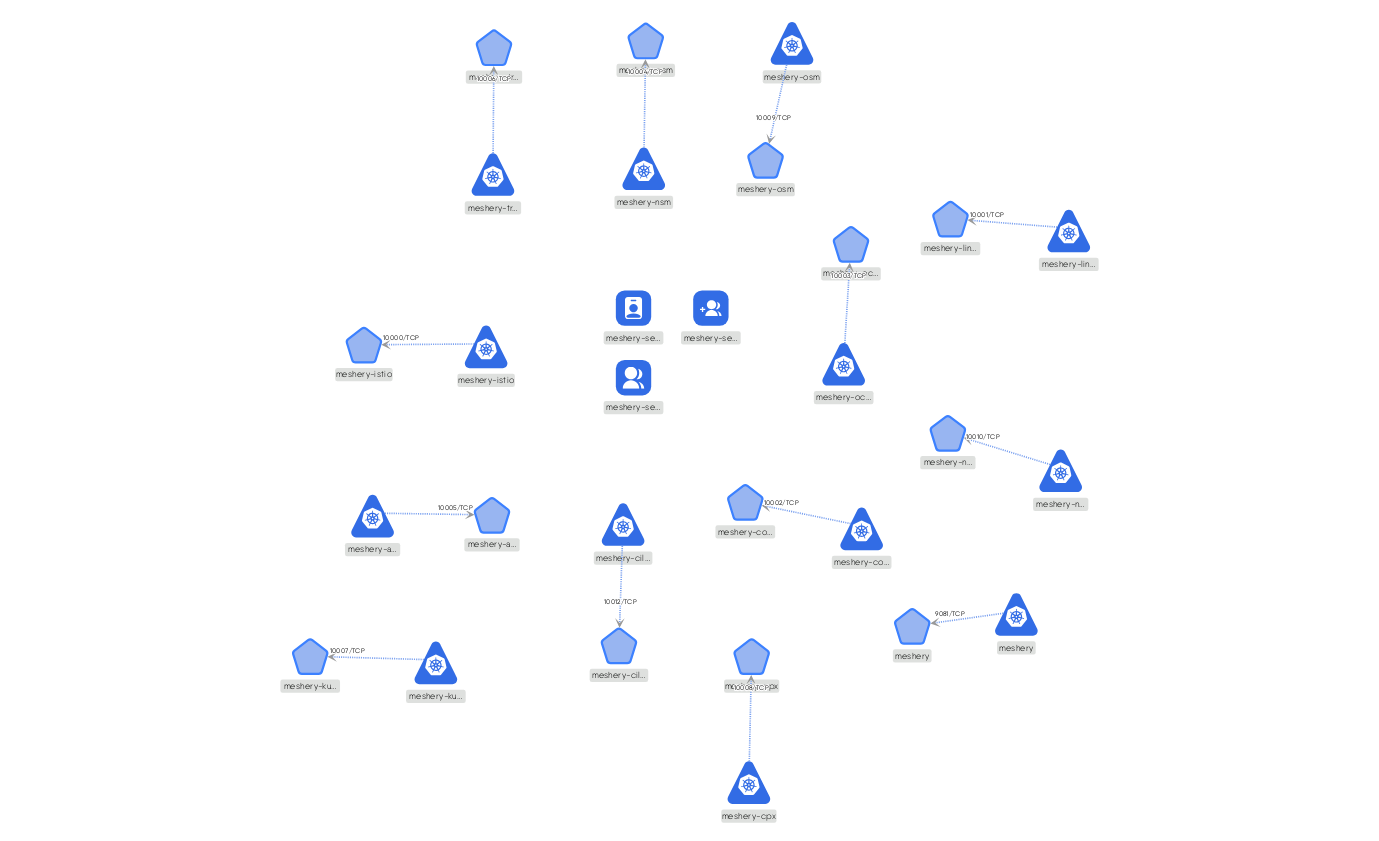 10006/TCP
10004/TCP
meshery-osm
10009/TCP
meshery-osm
meshery-tr...
meshery-nsm
10001/TCP
meshery-lin...
meshery-lin...
10003/TCP
meshery-se...
meshery-se...
10000/TCP
meshery-istio
meshery-istio
meshery-se...
meshery-oc...
10010/TCP
meshery-n...
meshery-n...
10005/TCP
meshery-a...
meshery-a...
10002/TCP
meshery-co...
meshery-cil...
meshery-co...
10012/TCP
9081/TCP
meshery
meshery
10007/TCP
meshery-ku...
meshery-ku...
meshery-cil...
10008/TCP
meshery-cpx